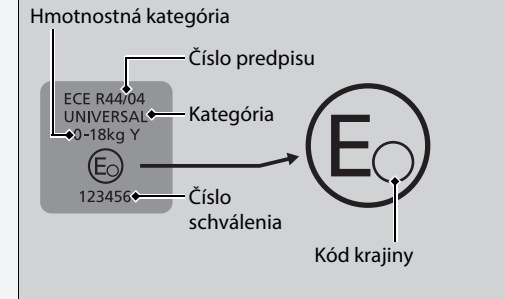 Hmotnostná kategória
Číslo predpisu
ECE R44/04
UNIVERSAL
Kategória
0-18kg Y
E
E
123456
Číslo
schválenia
Kód krajiny